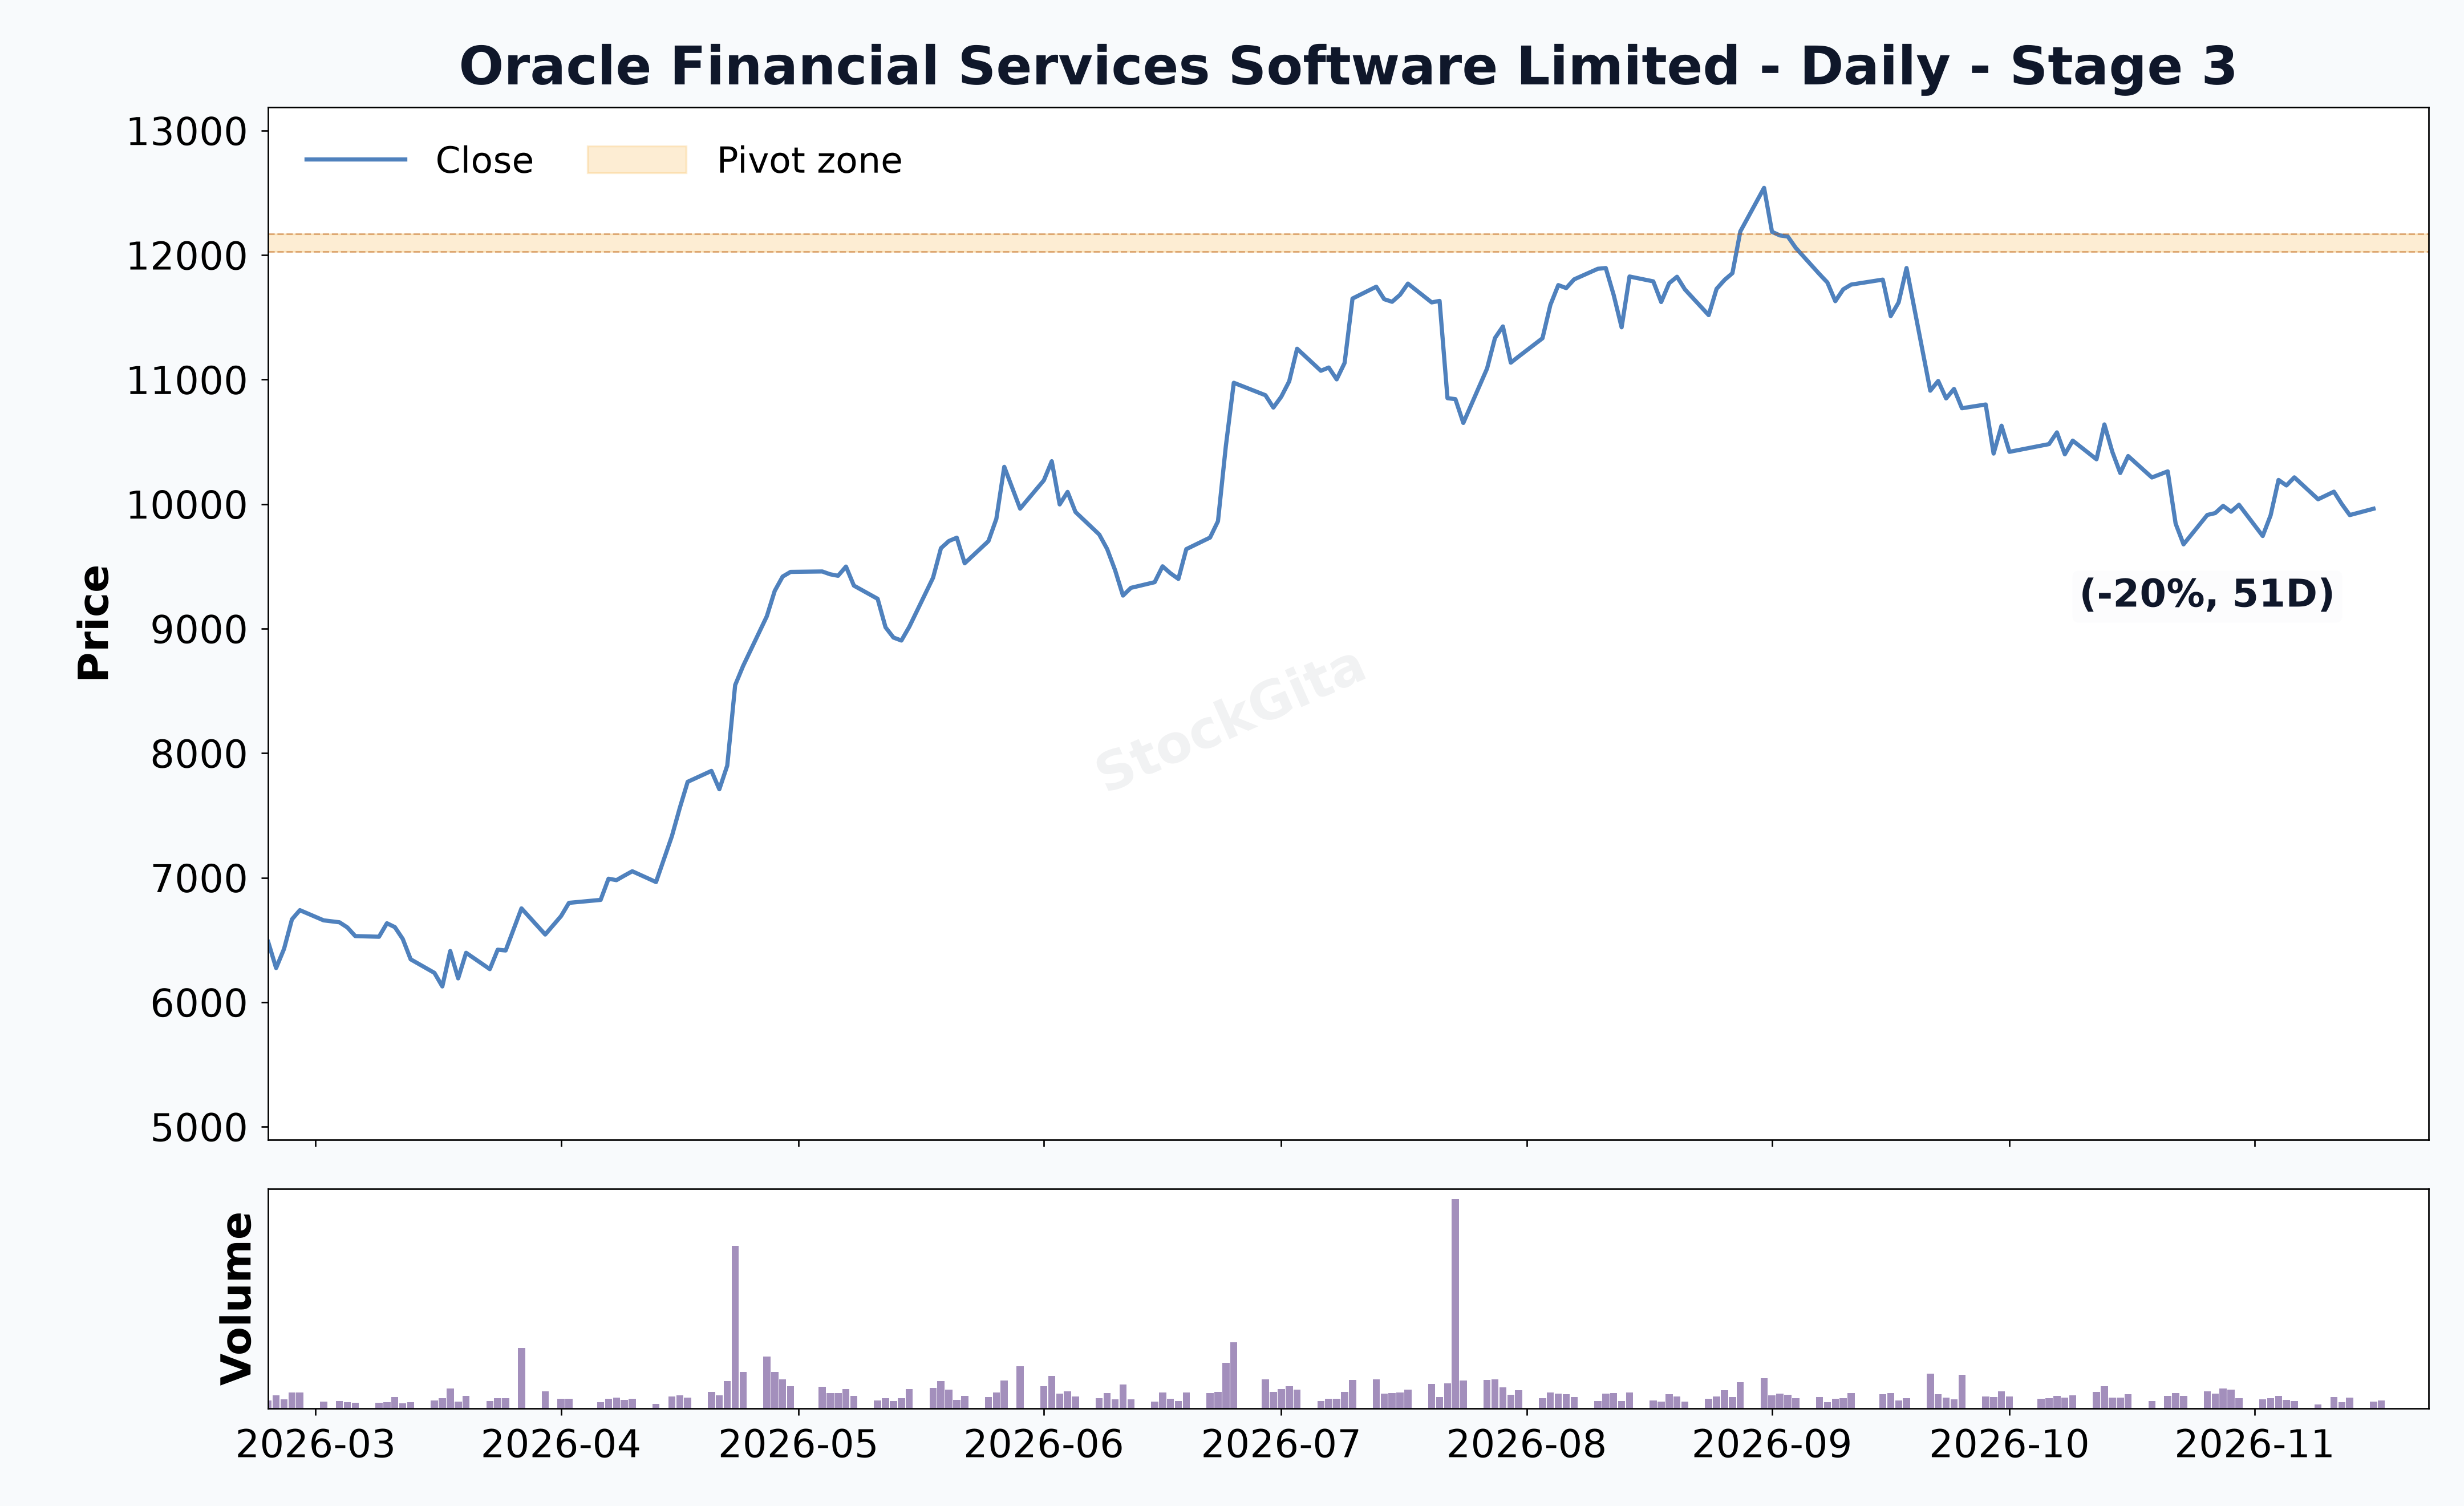 Oracle Financial Services Software Limited - Daily - Stage 3
Close
Pivot zone
13000
12000
11000
10000
9000
8000
7000
6000
5000
Price
(-20%, 51D)
StockGita
Volume
2026-03
2026-04
2026-05
2026-06
2026-07
2026-08
2026-09
2026-10
2026-11